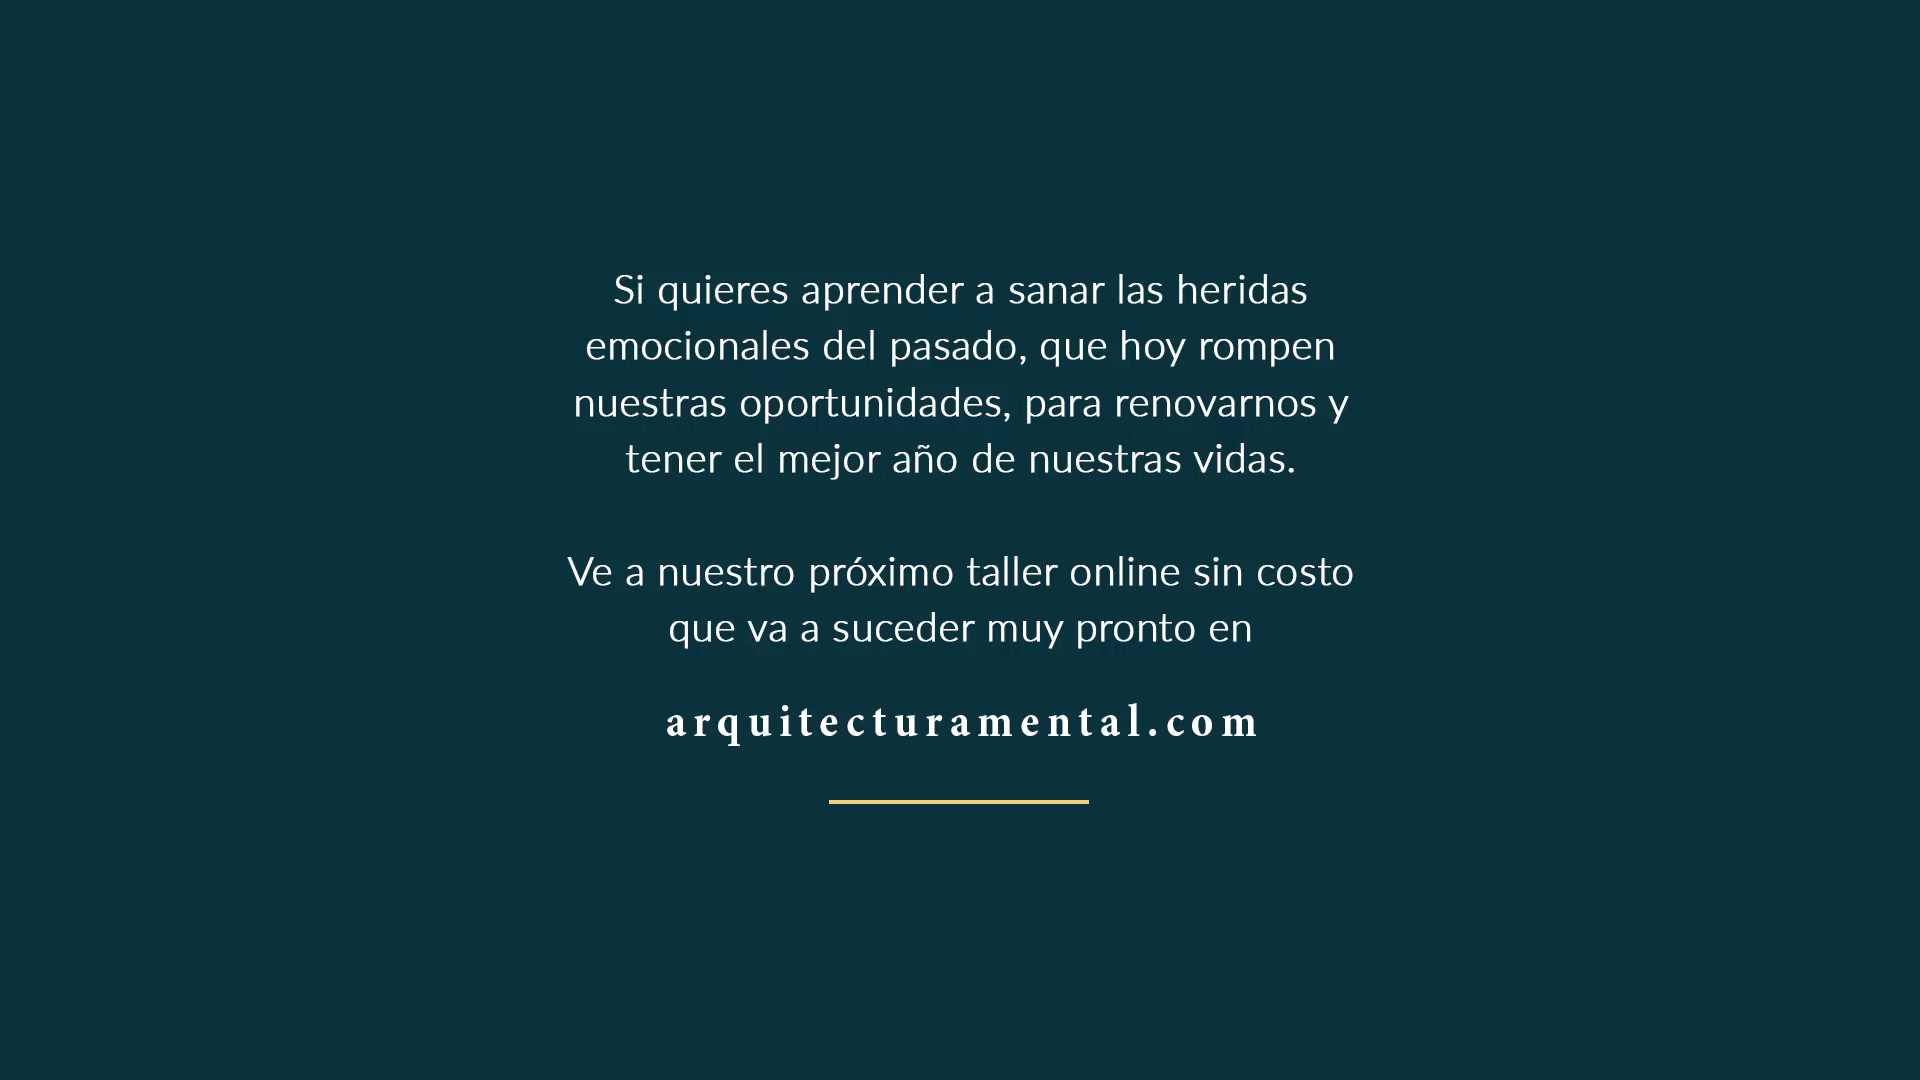 Si quieres aprender a sanar las heridas
emocionales del pasado, que hoy rompen
nuestras oportunidades, para renovarnos y
tener el mejor año de nuestras vidas.
Ve a nuestro próximo taller online sin costo
que va a suceder muy pronto en
arquitecturamental.com